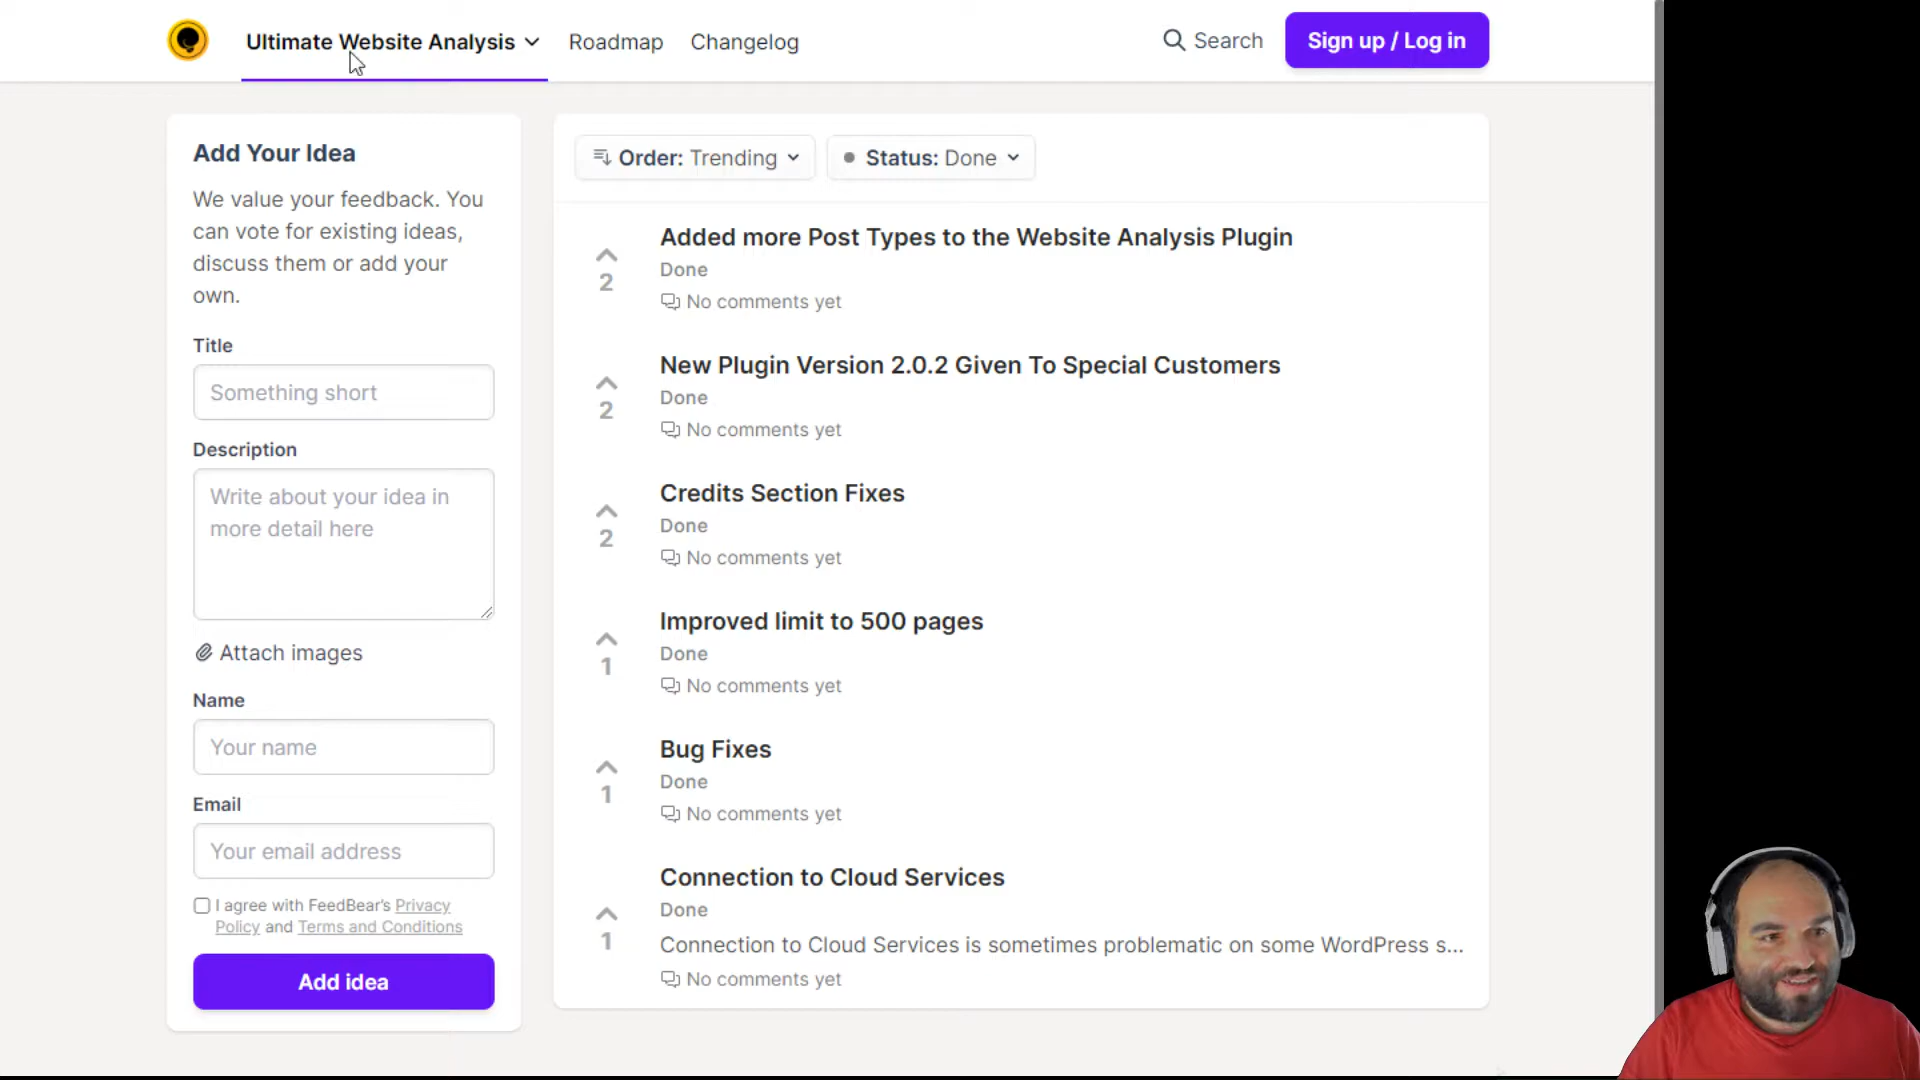 Ultimate Website Analysis
Roadmap
Changelog
Search
Sign up / Log in
Add Your Idea
We value your feedback. You
can vote for existing ideas,
discuss them or add your
own.
Title
Something short
Description
Write about your idea in
more detail here
Attach images
Name
Your name
Email
Your email address
I agree with FeedBear's Privacy
Policy and Terms and Conditions
Add idea
Order: Trending
Status: Done
Added more Post Types to the Website Analysis Plugin
2
Done
No comments yet
New Plugin Version 2.0.2 Given To Special Customers
2
Done
No comments yet
Credits Section Fixes
2
Done
No comments yet
Improved limit to 500 pages
1
Done
No comments yet
Bug Fixes
1
Done
No comments yet
Connection to Cloud Services
1
Done
Connection to Cloud Services is sometimes problematic on some WordPress s...
No comments yet